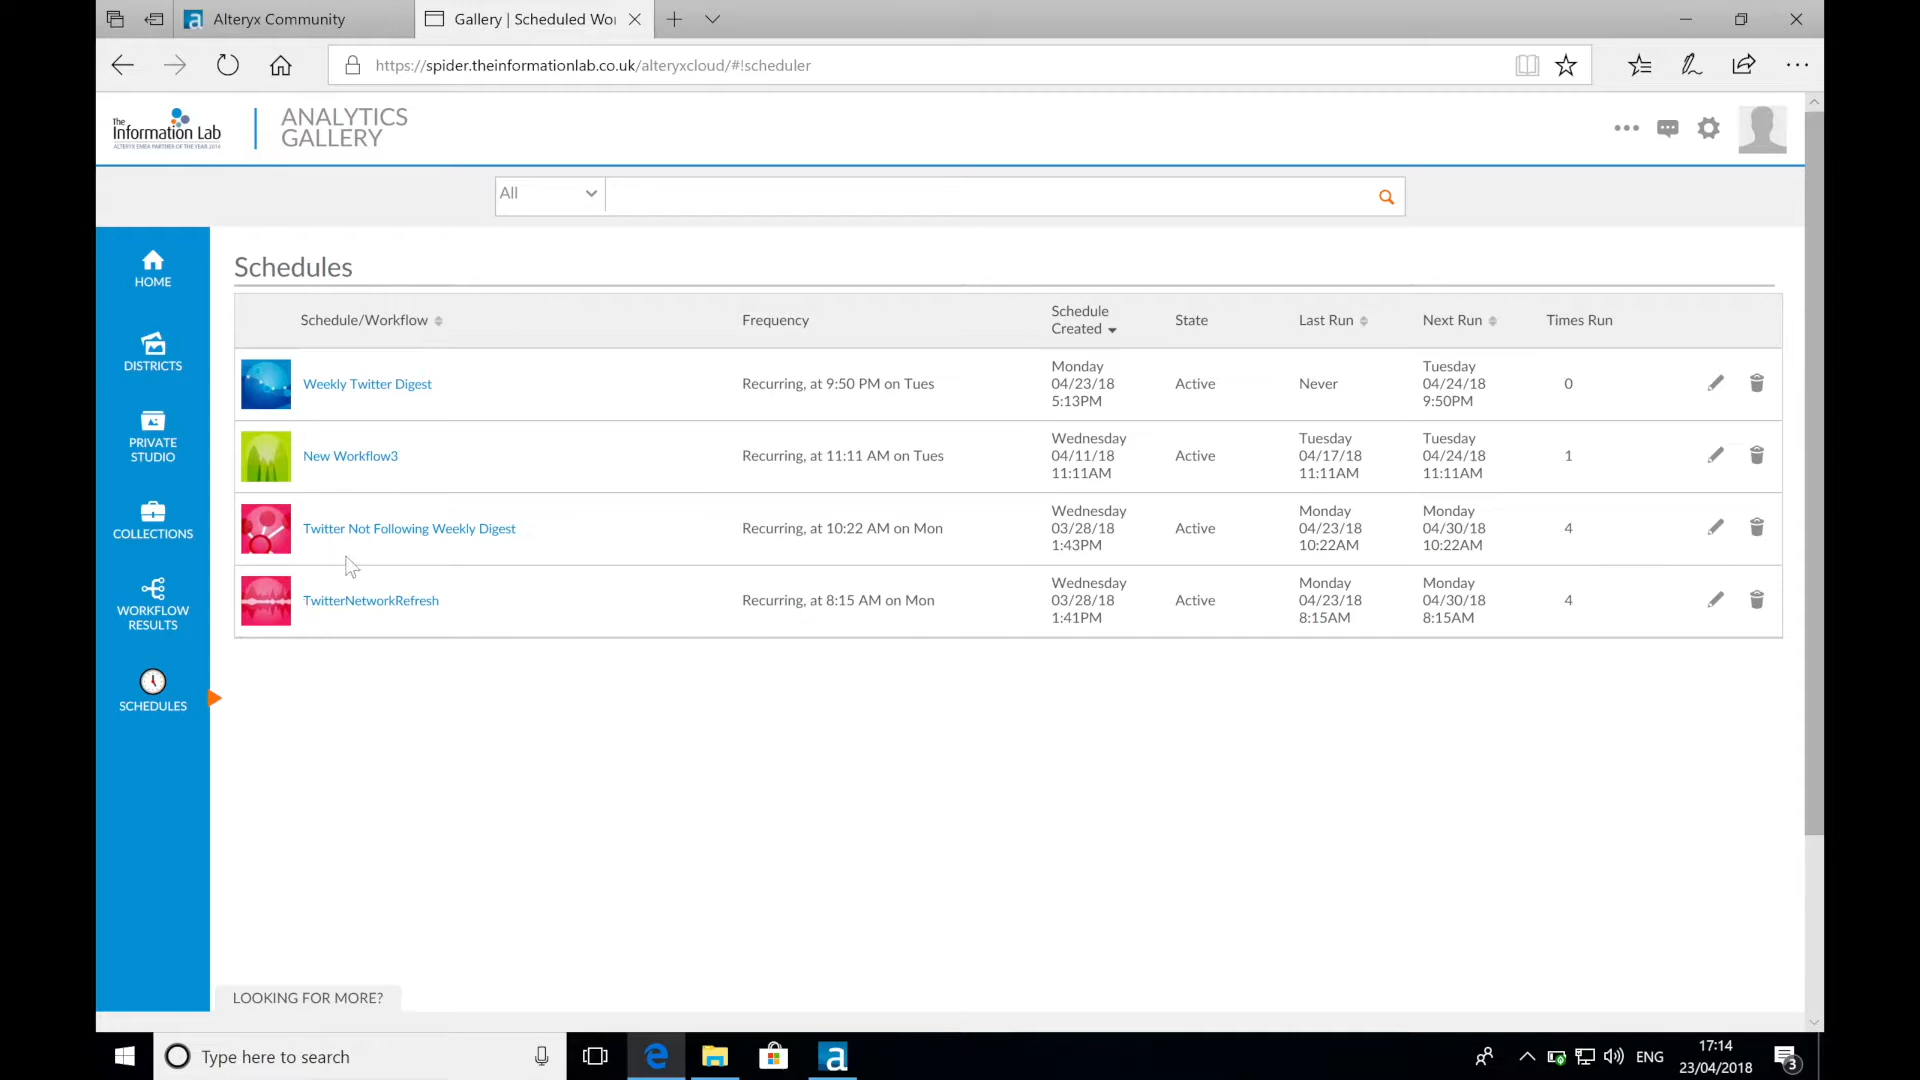 Alteryx Community
Gallery | Scheduled Wo
https://spider.theinformationlab.co.uk/alteryxcloud/#!scheduler
The
Information Lab
ALTERYX EMEA PARTNER OF THE YEAR 2016
ANALYTICS
GALLERY
All
HOME
DISTRICTS
PRIVATE
STUDIO
COLLECTIONS
WORKFLOW
RESULTS
SCHEDULES
Schedules
Schedule/Workflow Frequency Schedule Created State Last Run Next Run Times Run
Weekly Twitter Digest Recurring, at 9:50 PM on Tues Monday 04/23/18 5:13PM Active Never Tuesday 04/24/18 9:50PM 0
New Workflow3 Recurring, at 11:11 AM on Tues Wednesday 04/11/18 11:11AM Active Tuesday 04/17/18 11:11AM Tuesday 04/24/18 11:11AM 1
Twitter Not Following Weekly Digest Recurring, at 10:22 AM on Mon Wednesday 03/28/18 1:43PM Active Monday 04/23/18 10:22AM Monday 04/30/18 10:22AM 4
TwitterNetworkRefresh Recurring, at 8:15 AM on Mon Wednesday 03/28/18 1:41PM Active Monday 04/23/18 8:15AM Monday 04/30/18 8:15AM 4
LOOKING FOR MORE?
Type here to search
ENG
17:14
23/04/2018
3